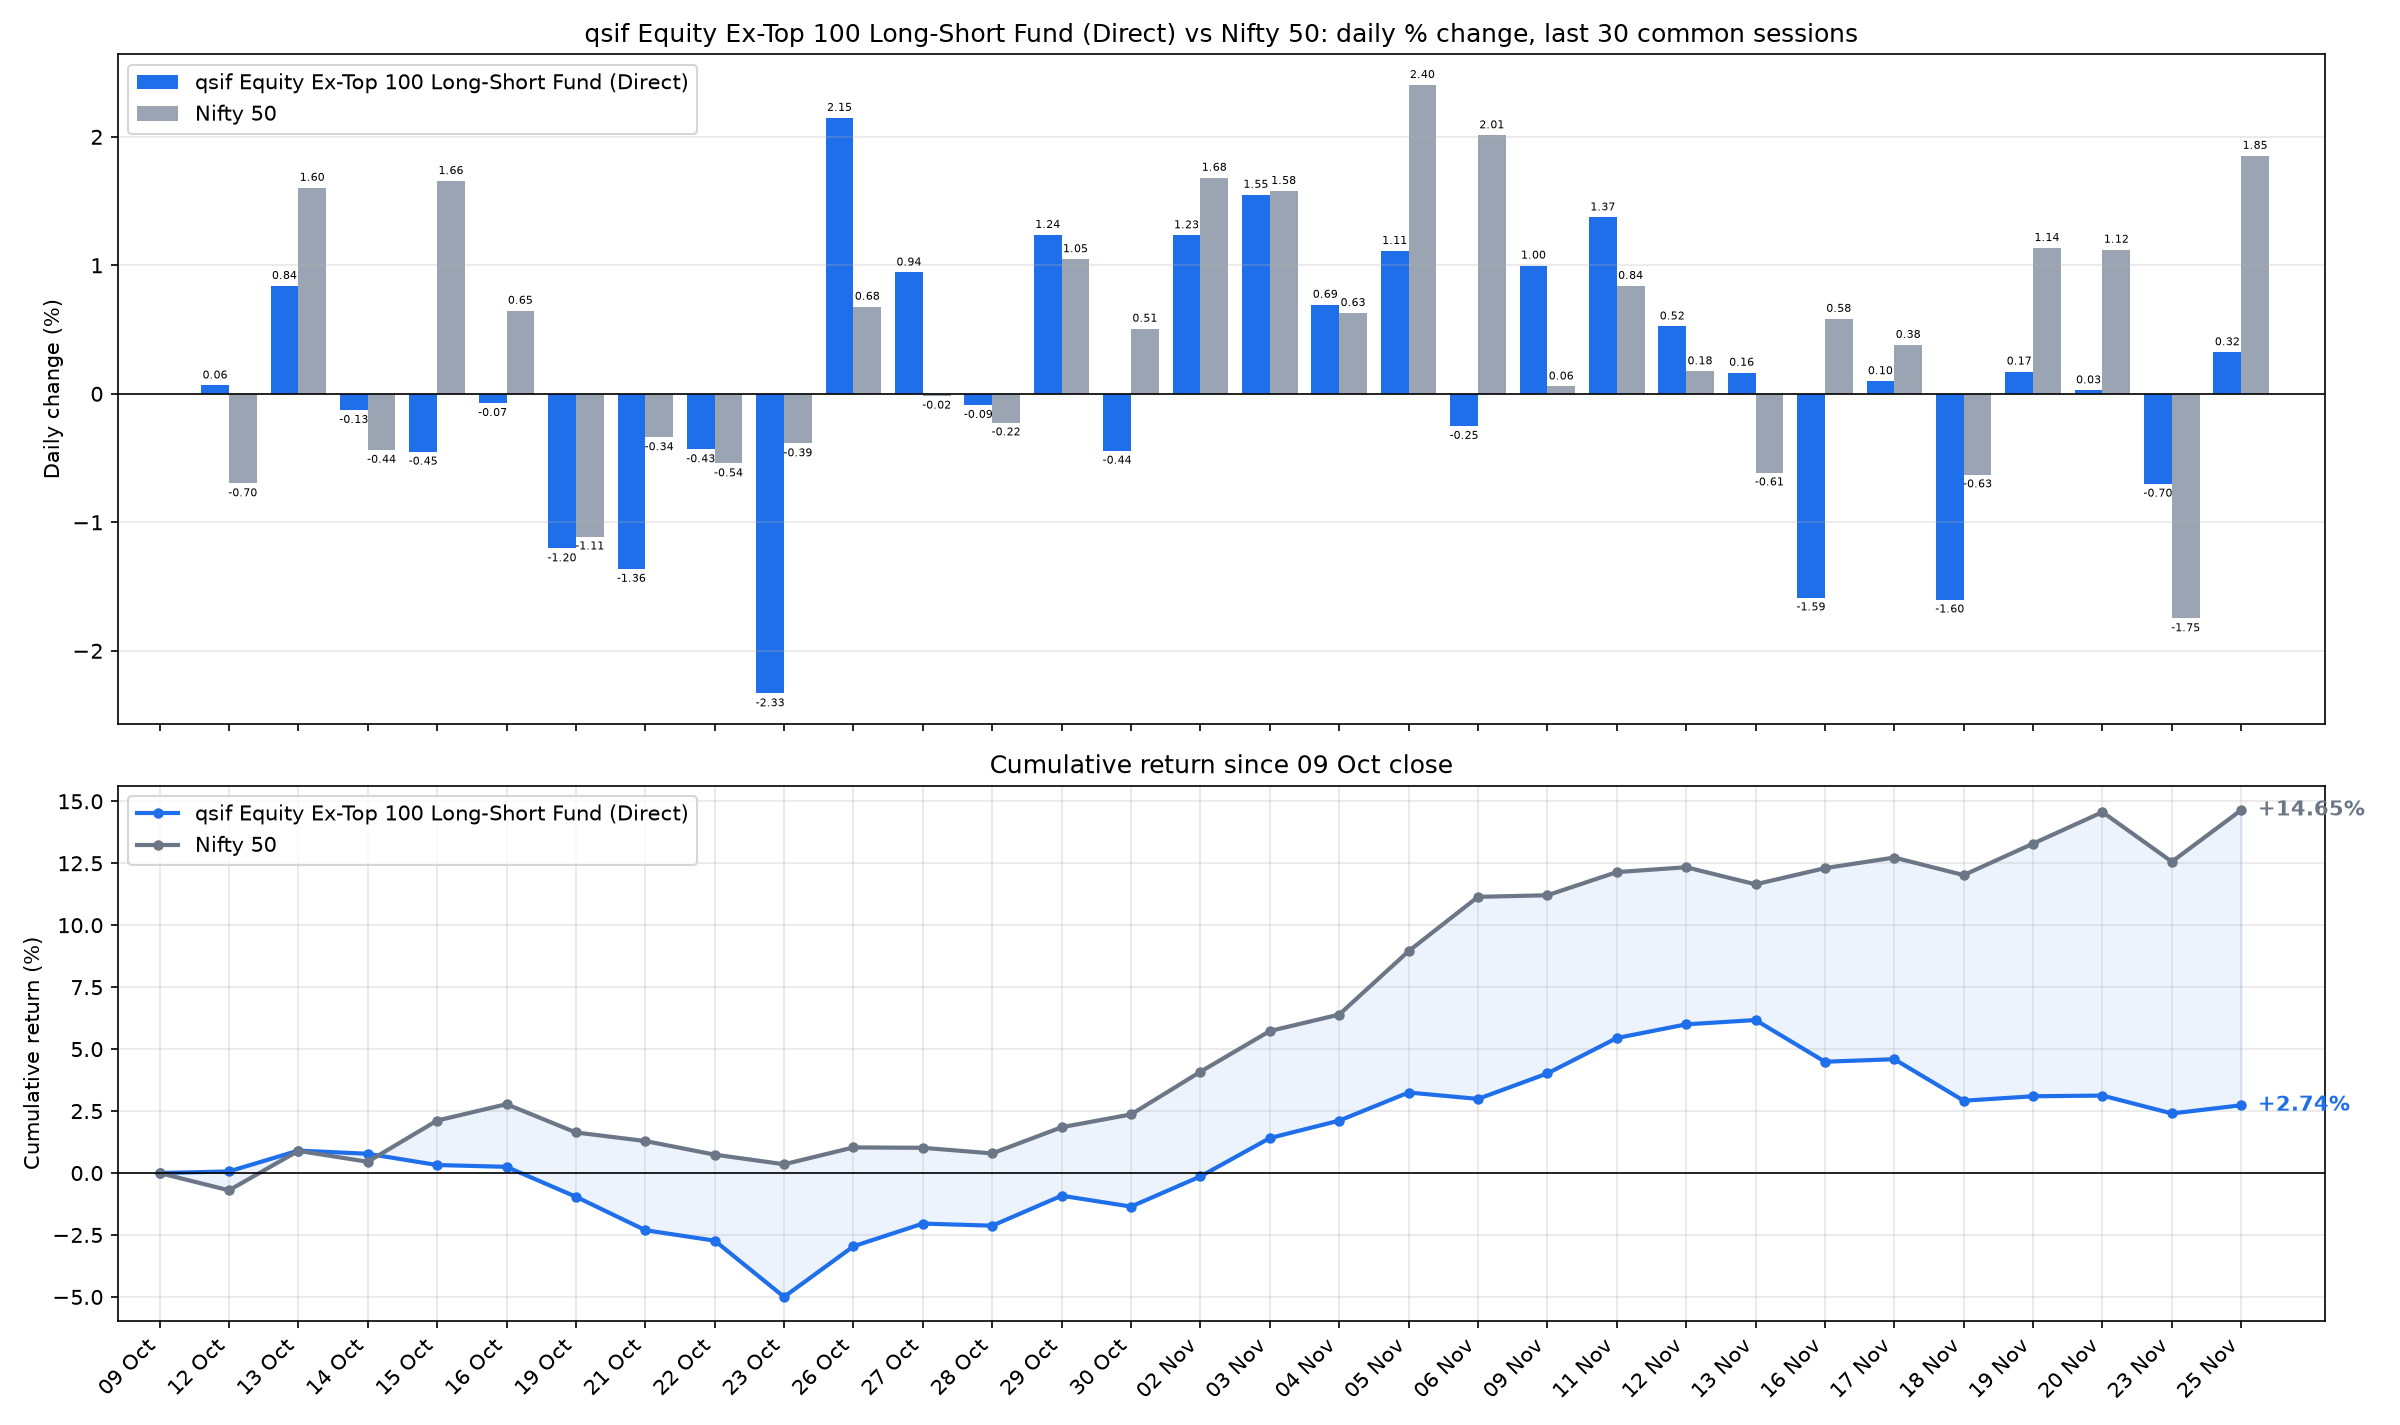 qsif Equity Ex-Top 100 Long-Short Fund (Direct) vs Nifty 50: daily % change, last 30 common sessions
qsif Equity Ex-Top 100 Long-Short Fund (Direct)
Nifty 50
Daily change (%)
2
1
0
−1
−2
0.06
-0.70
0.84
1.60
-0.13
-0.44
-0.45
1.66
-0.07
0.65
-1.20
-1.11
-1.36
-0.34
-0.43
-0.54
-2.33
-0.39
2.15
0.68
0.94
-0.02
-0.09
-0.22
1.24
1.05
-0.44
0.51
1.23
1.68
1.55
1.58
0.69
0.63
1.11
2.40
-0.25
2.01
1.00
0.06
1.37
0.84
0.52
0.18
0.16
-0.61
-1.59
0.58
0.10
0.38
-1.60
-0.63
0.17
1.14
0.03
1.12
-0.70
-1.75
0.32
1.85
Cumulative return since 09 Oct close
qsif Equity Ex-Top 100 Long-Short Fund (Direct)
Nifty 50
Cumulative return (%)
15.0
12.5
10.0
7.5
5.0
2.5
0.0
−2.5
−5.0
+14.65%
+2.74%
09 Oct
12 Oct
13 Oct
14 Oct
15 Oct
16 Oct
19 Oct
21 Oct
22 Oct
23 Oct
26 Oct
27 Oct
28 Oct
29 Oct
30 Oct
02 Nov
03 Nov
04 Nov
05 Nov
06 Nov
09 Nov
11 Nov
12 Nov
13 Nov
16 Nov
17 Nov
18 Nov
19 Nov
20 Nov
23 Nov
25 Nov